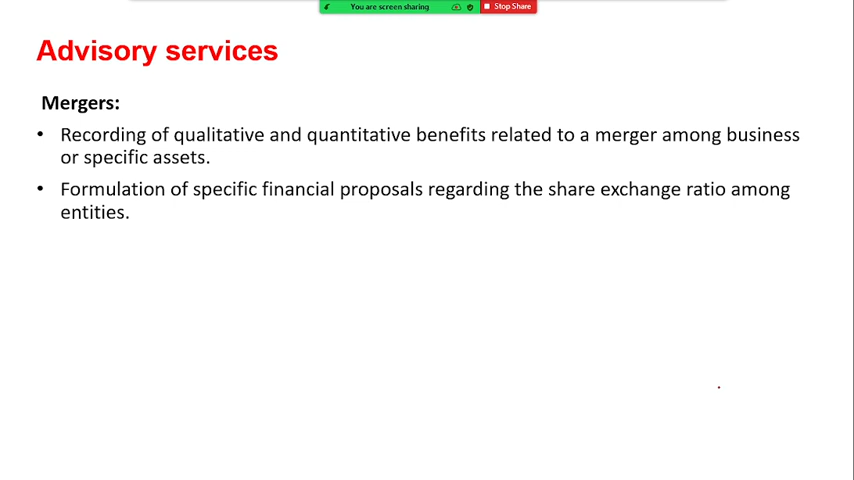 You are screen sharing
Stop Share
Advisory services
Mergers:
• Recording of qualitative and quantitative benefits related to a merger among business
or specific assets.
• Formulation of specific financial proposals regarding the share exchange ratio among
entities.